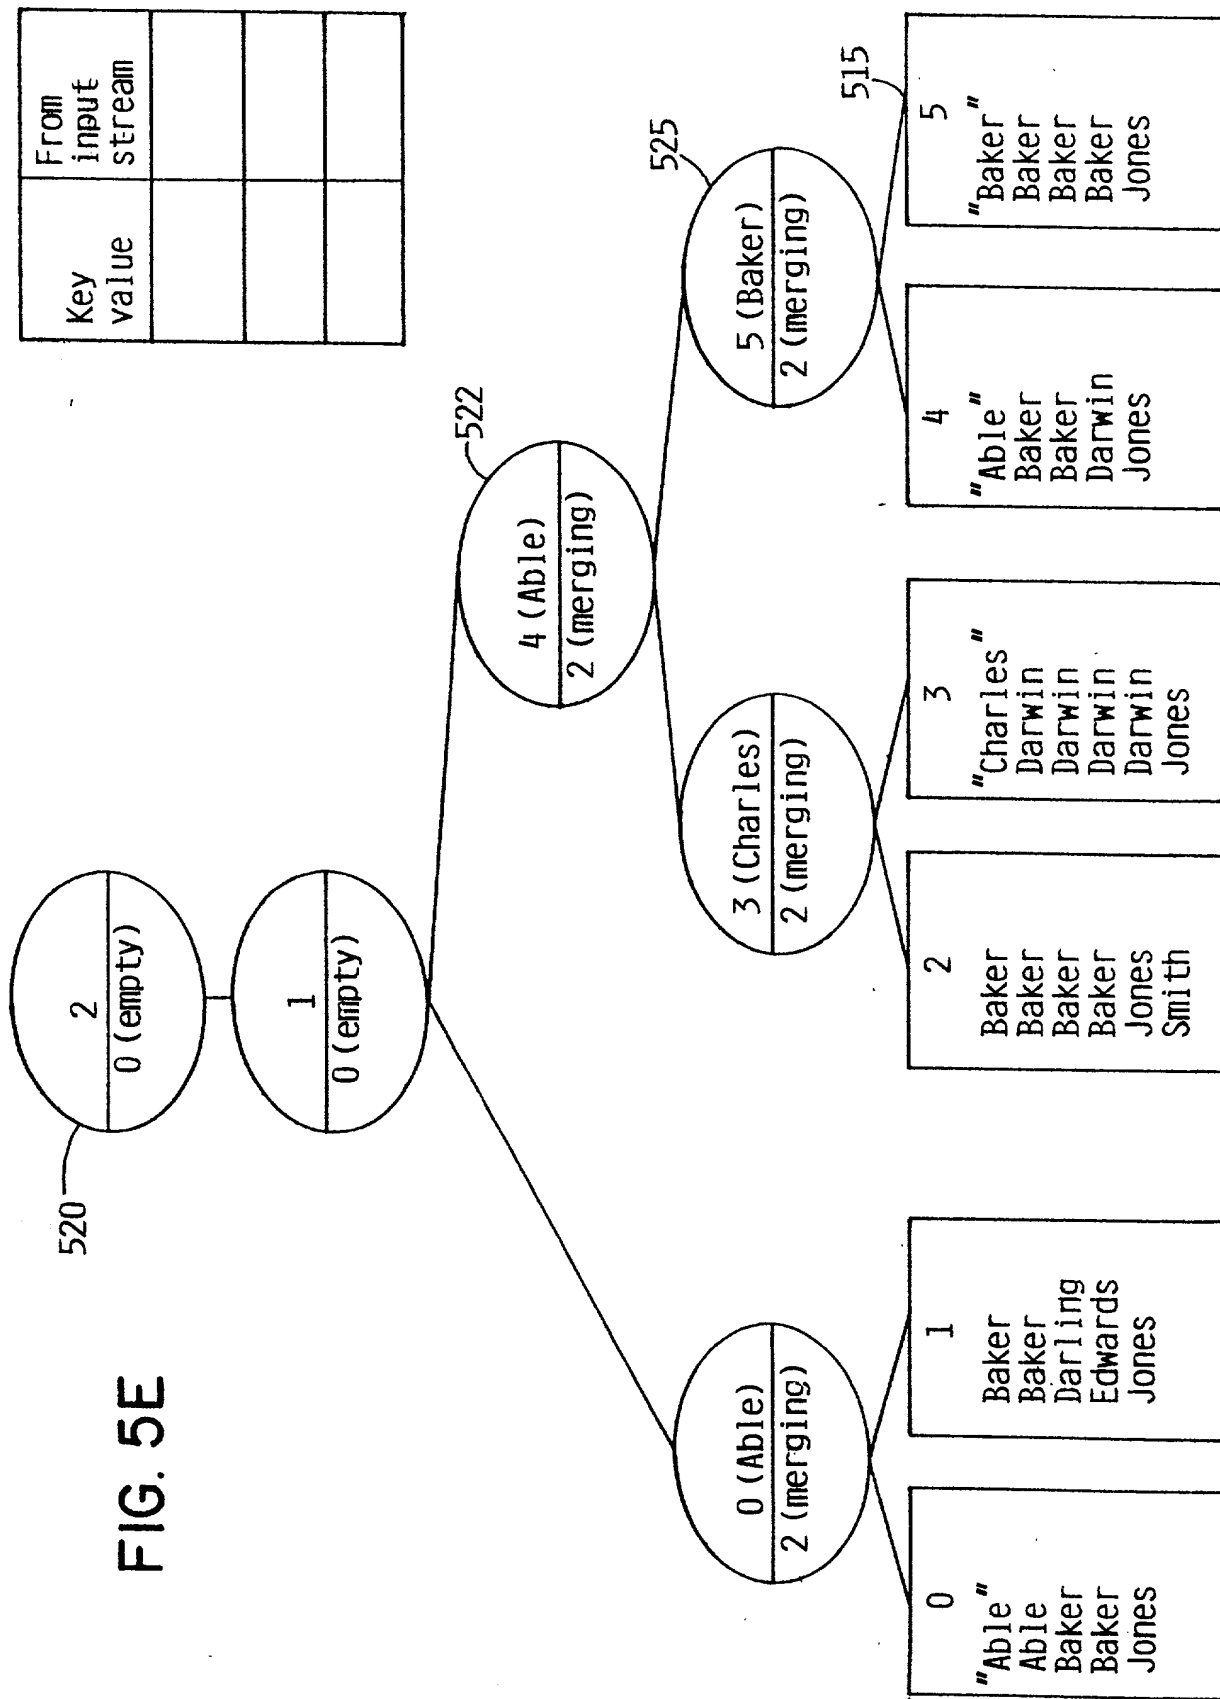 FIG. 5E
520
2
0 (empty)
1
0 (empty)
Key value
From input stream
522
4 (Able)
2 (merging)
525
0 (Able)
2 (merging)
3 (Charles)
2 (merging)
5 (Baker)
2 (merging)
515
0
"Able"
Able
Baker
Baker
Jones
1
Baker
Baker
Darling
Edwards
Jones
2
Baker
Baker
Baker
Baker
Jones
Smith
3
"Charles"
Darwin
Darwin
Darwin
Darwin
Jones
4
"Able"
Baker
Baker
Darwin
Jones
5
"Baker"
Baker
Baker
Baker
Jones